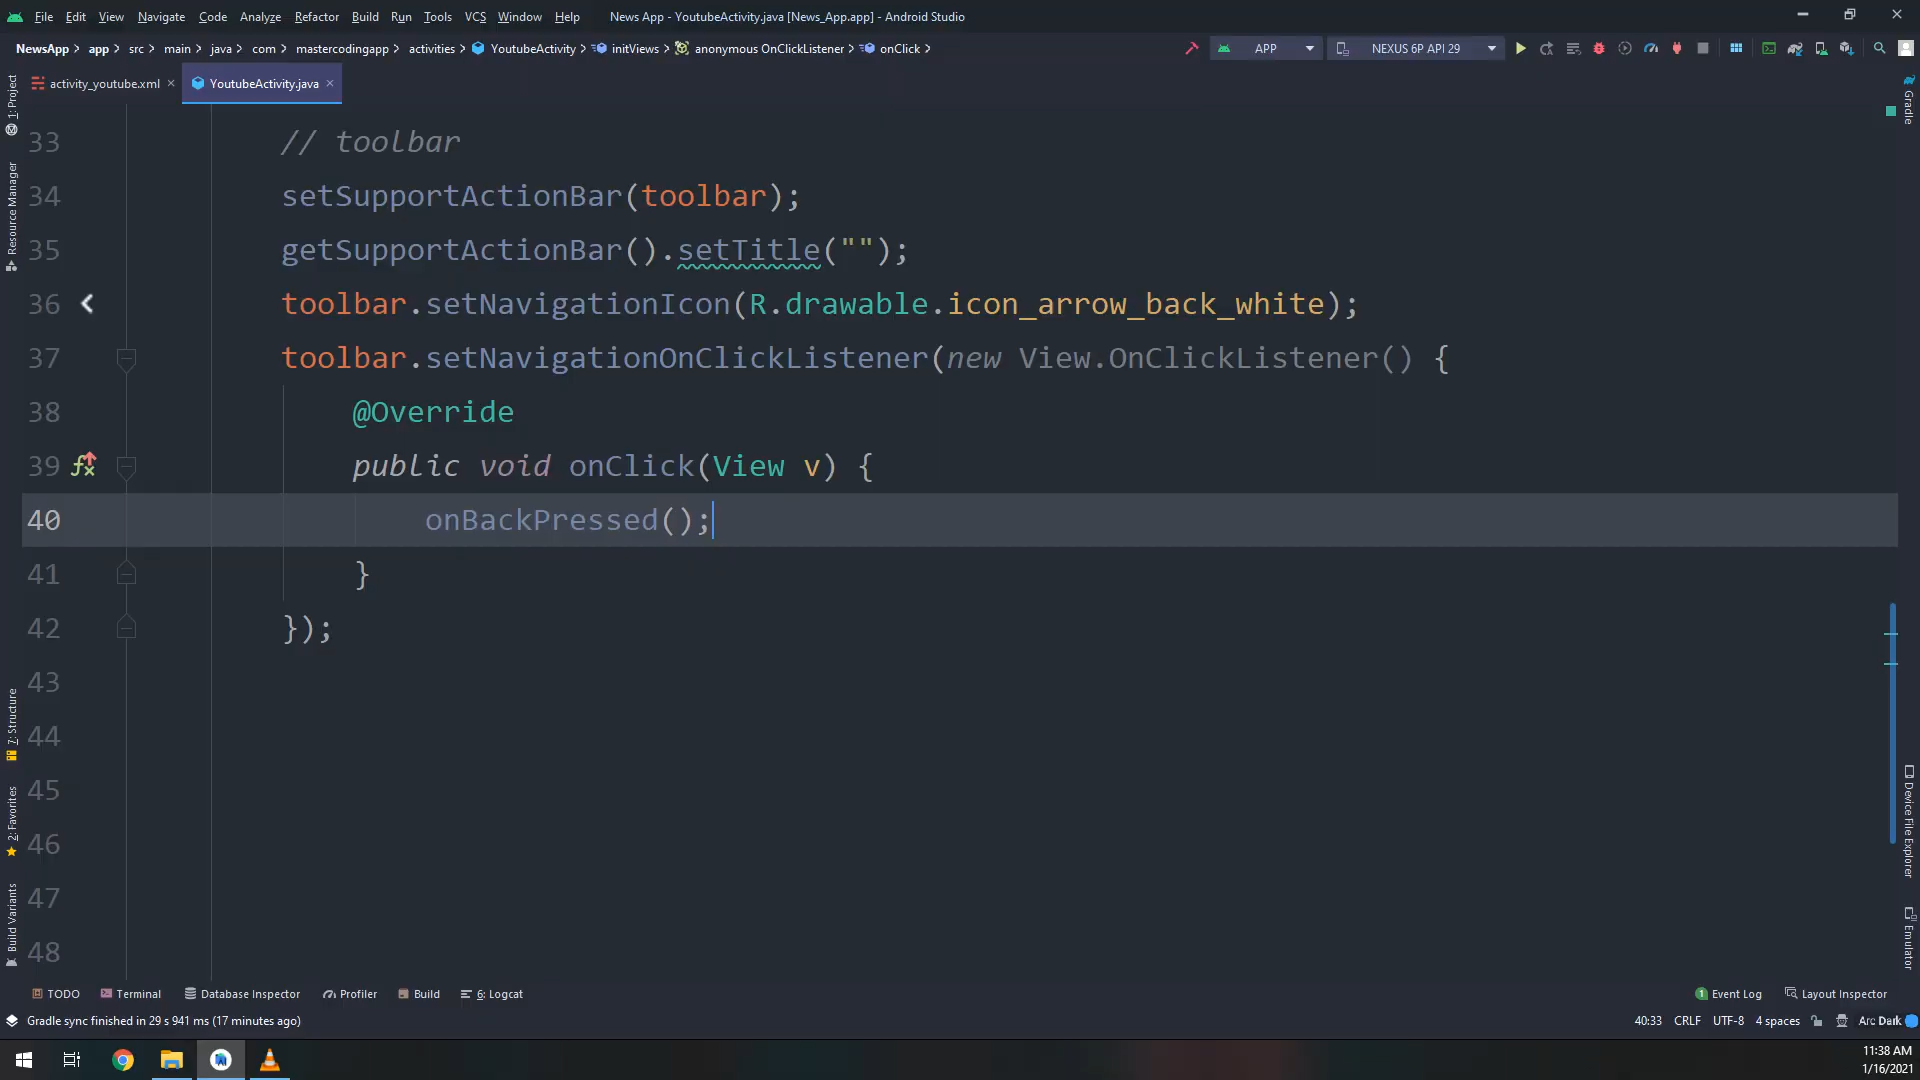 File Edit View Navigate Code Analyze Refactor Build Run Tools VCS Window Help News App - YoutubeActivity.java [News_App.app] - Android Studio
NewsApp app src main java com mastercodingapp activities YoutubeActivity initViews anonymous OnClickListener onClick APP NEXUS 6P API 29
activity_youtube.xml YoutubeActivity.java
1: Project
Resource Manager
7: Structure
2: Favorites
Build Variants
Gradle
Device File Explorer
Emulator
33 // toolbar
34 setSupportActionBar(toolbar);
35 getSupportActionBar().setTitle("");
36 toolbar.setNavigationIcon(R.drawable.icon_arrow_back_white);
37 toolbar.setNavigationOnClickListener(new View.OnClickListener() {
38 @Override
39 public void onClick(View v) {
40 onBackPressed();
41 }
42 });
43
44
45
46
47
48
TODO Terminal Database Inspector Profiler Build 6: Logcat 1 Event Log Layout Inspector
Gradle sync finished in 29 s 941 ms (17 minutes ago) 40:33 CRLF UTF-8 4 spaces Arc Dark
11:38 AM
1/16/2021